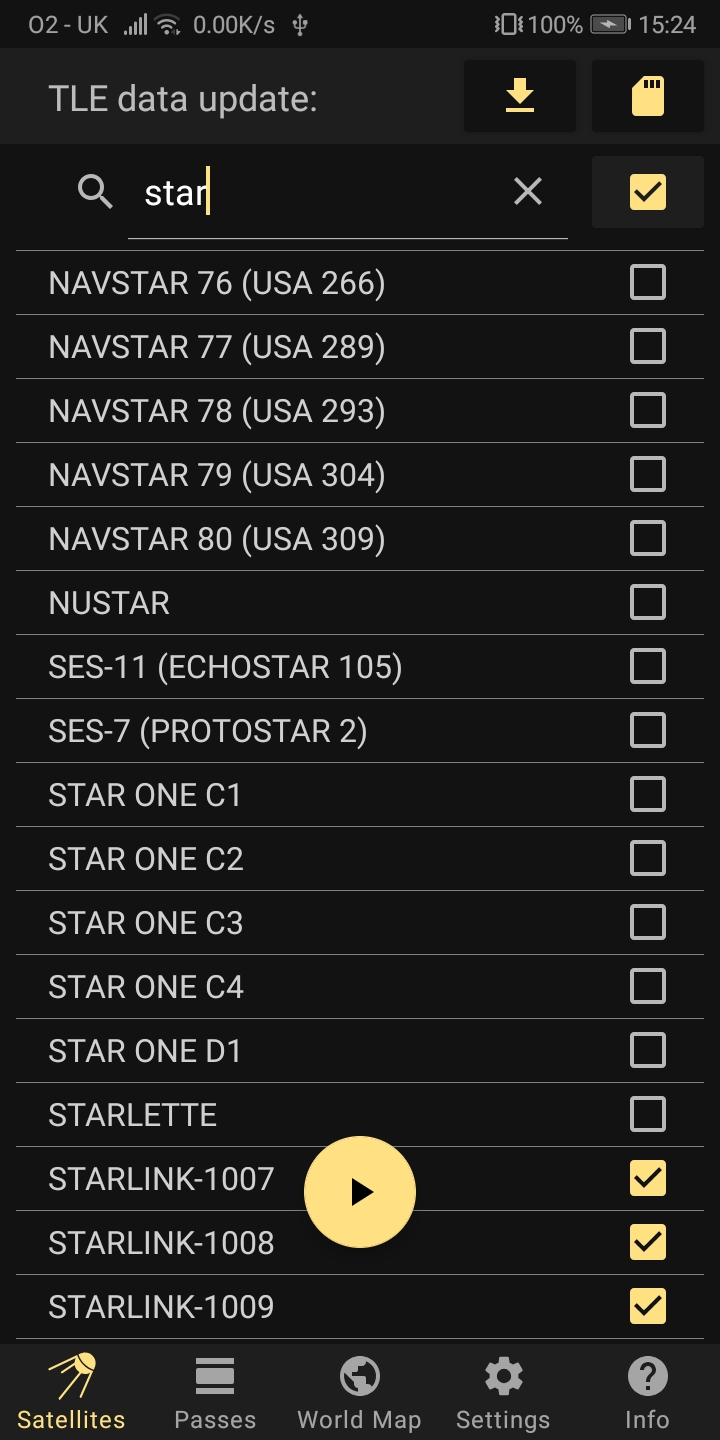 O2 - UK 0.00K/s 100% 15:24
TLE data update:
star
NAVSTAR 76 (USA 266)
NAVSTAR 77 (USA 289)
NAVSTAR 78 (USA 293)
NAVSTAR 79 (USA 304)
NAVSTAR 80 (USA 309)
NUSTAR
SES-11 (ECHOSTAR 105)
SES-7 (PROTOSTAR 2)
STAR ONE C1
STAR ONE C2
STAR ONE C3
STAR ONE C4
STAR ONE D1
STARLETTE
STARLINK-1007
STARLINK-1008
STARLINK-1009
Satellites Passes World Map Settings Info